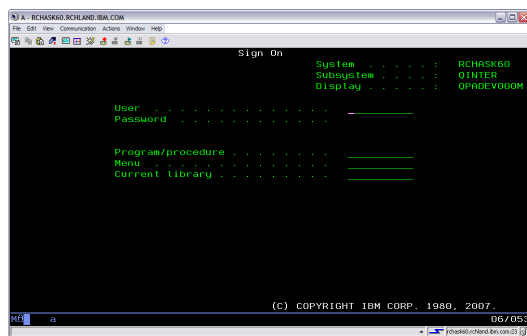 A - RCHASK60.RCHLAND.IBM.COM
File Edit View Communication Actions Window Help
Sign On
System . . . . . : RCHASK60
Subsystem . . . . : QINTER
Display . . . . . : QPADEV000M
User . . . . . . . . . . . . . .
Password . . . . . . . . . . . .
Program/procedure . . . . . . . .
Menu . . . . . . . . . . . . . .
Current library . . . . . . . . .
(C) COPYRIGHT IBM CORP. 1980, 2007.
MA a 06/053
rchask60.rchland.ibm.com:23